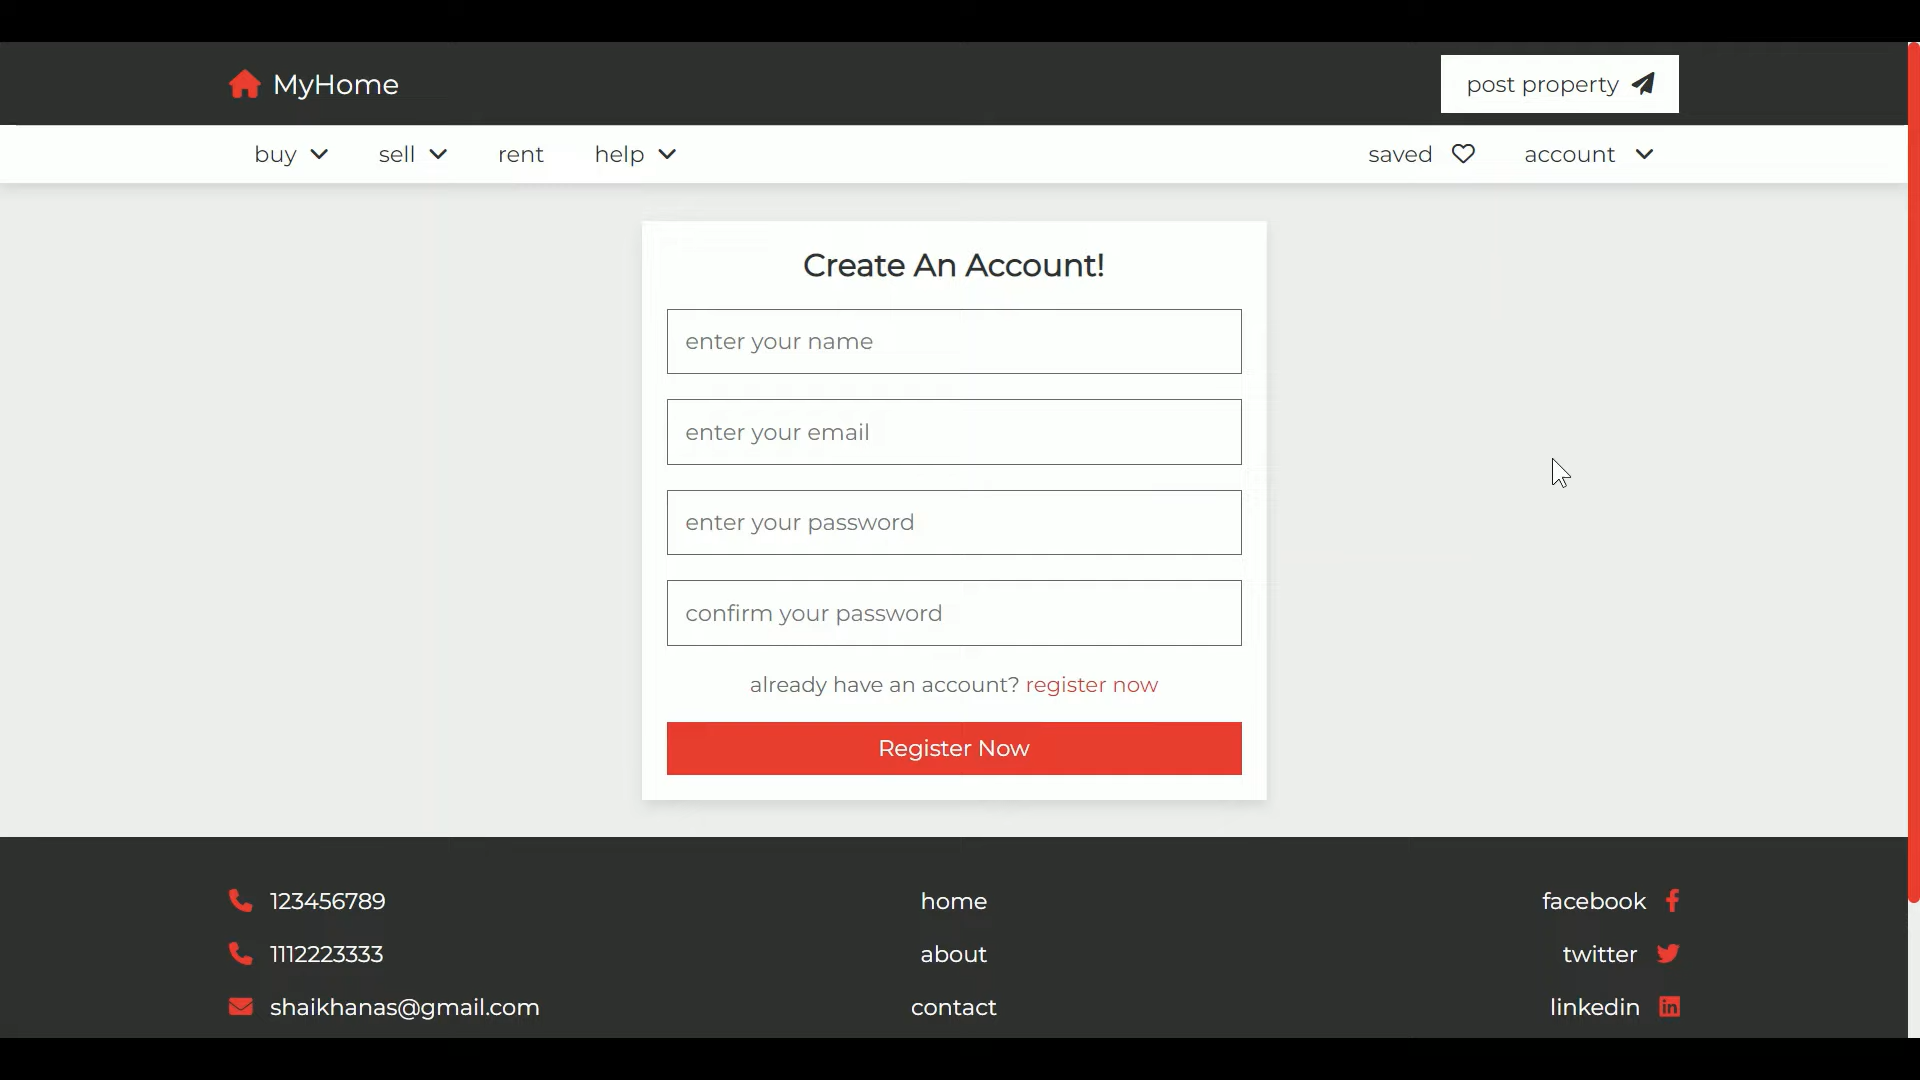 MyHome
post property
buy sell rent help saved account
Create An Account!
enter your name
enter your email
enter your password
confirm your password
already have an account? register now
Register Now
123456789
1112223333
shaikhanas@gmail.com
home
about
contact
facebook
twitter
linkedin